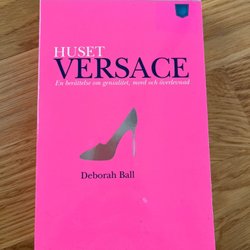 HUSET
VERSACE
En berättelse om genialitet, mord och överlevnad
Deborah Ball